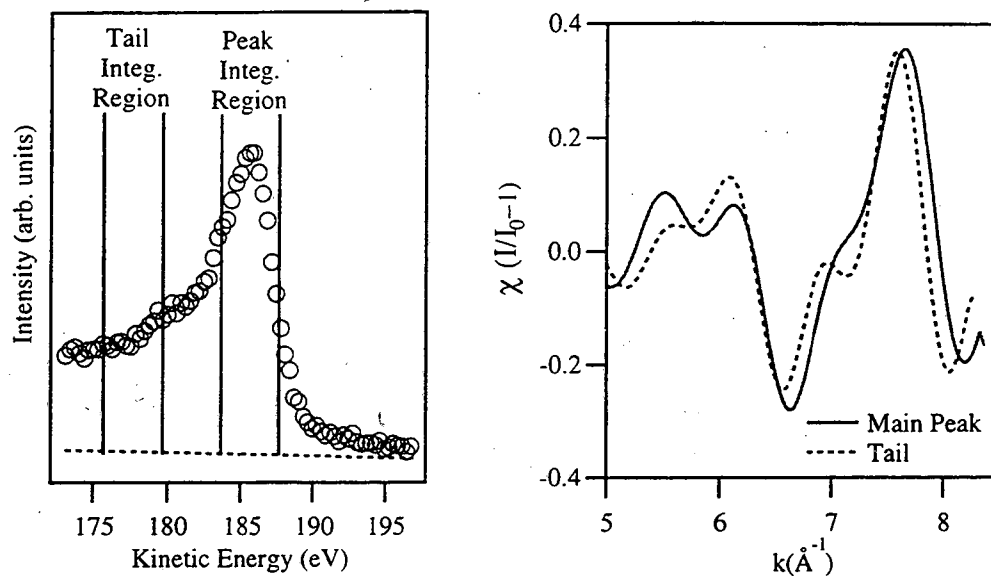 Tail
Integ.
Region
Peak
Integ.
Region
Intensity (arb. units)
175
180
185
190
195
Kinetic Energy (eV)
0.4
0.2
0.0
-0.2
-0.4
χ (I/I₀-1)
Main Peak
Tail
5
6
7
8
k(Å⁻¹)